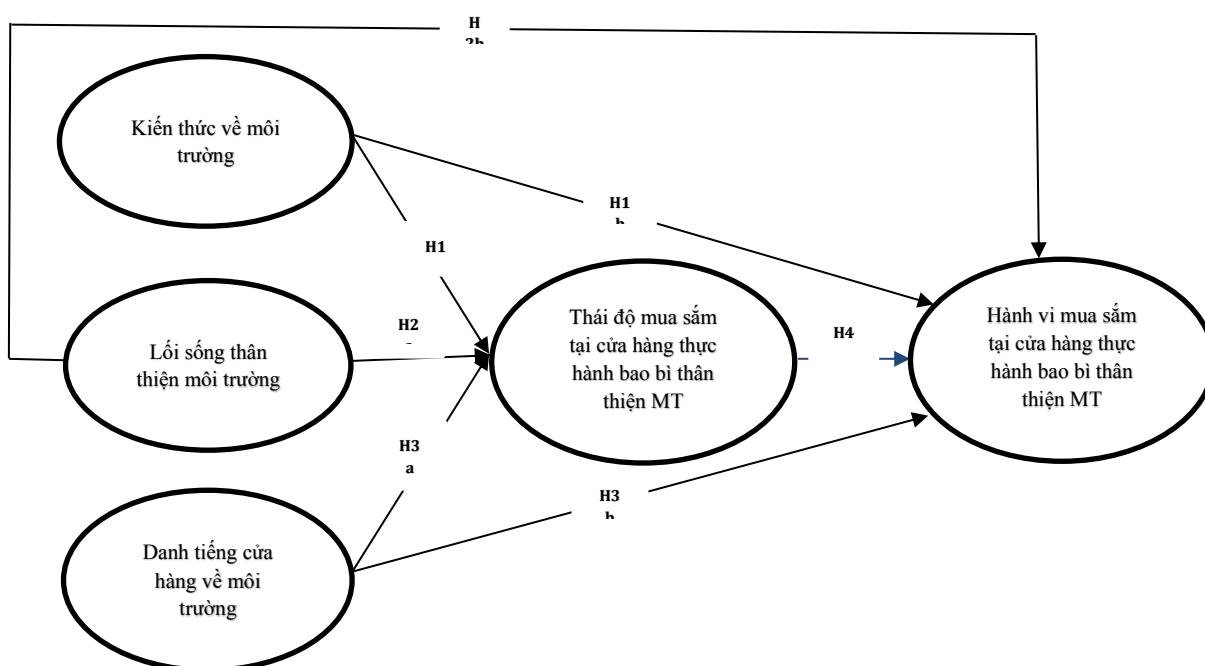 H
2b
Kiến thức về môi
trường
H1
b
H1
Lối sống thân
thiện môi trường
H2
Thái độ mua sắm
tại cửa hàng thực
hành bao bì thân
thiện MT
H4
Hành vi mua sắm
tại cửa hàng thực
hành bao bì thân
thiện MT
H3
a
H3
b
Danh tiếng cửa
hàng về môi
trường